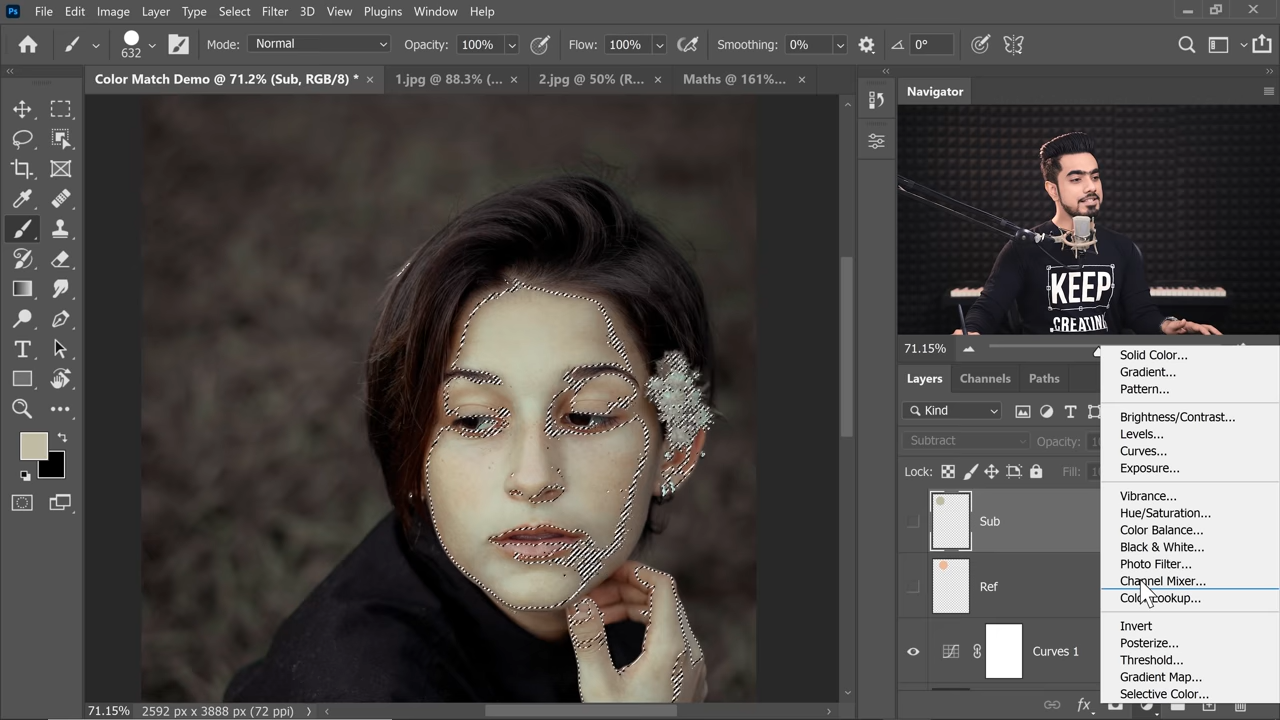 Ps File Edit Image Layer Type Select Filter 3D View Plugins Window Help
632 Mode: Normal Opacity: 100% Flow: 100% Smoothing: 0% 0°
Color Match Demo @ 71.2% (Sub, RGB/8) * × 1.jpg @ 88.3% (... × 2.jpg @ 50% (R... × Maths @ 161%... ×
Navigator
KEEP
CREATING
71.15%
Layers Channels Paths
Kind
Subtract Opacity:
Lock: Fill:
Sub
Ref
Curves 1
fx
Solid Color...
Gradient...
Pattern...
Brightness/Contrast...
Levels...
Curves...
Exposure...
Vibrance...
Hue/Saturation...
Color Balance...
Black & White...
Photo Filter...
Channel Mixer...
Color Lookup...
Invert
Posterize...
Threshold...
Gradient Map...
Selective Color...
71.15% 2592 px x 3888 px (72 ppi)